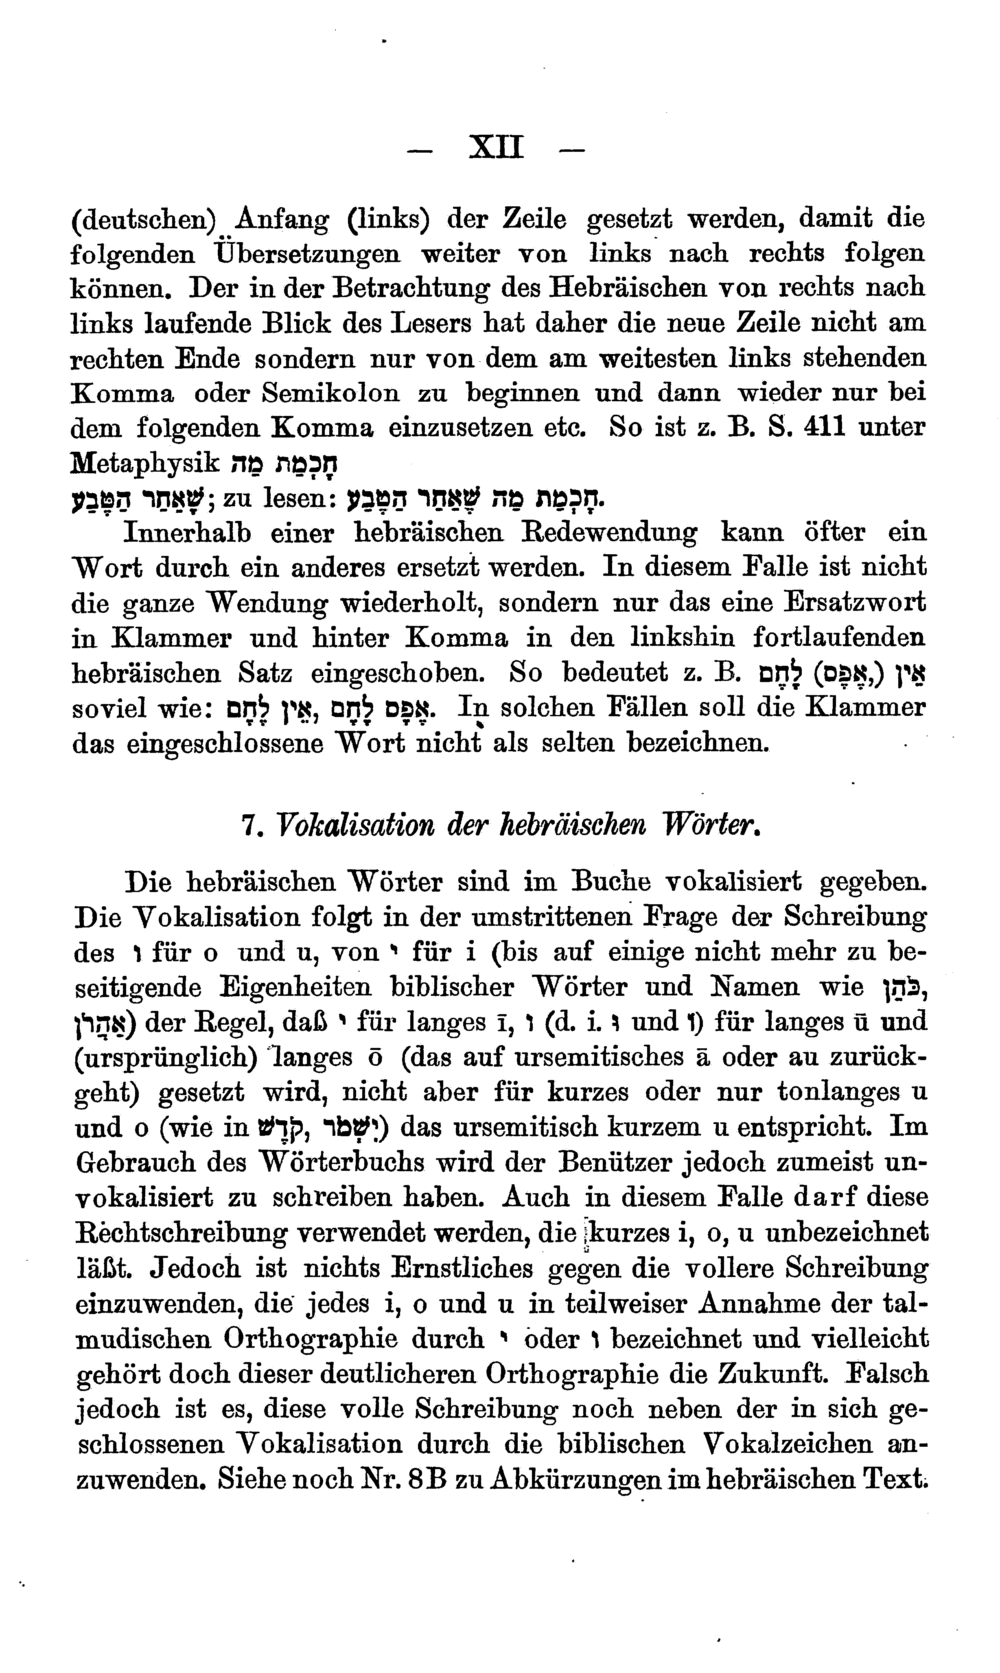 — XII —
(deutschen) Anfang (links) der Zeile gesetzt werden, damit die
folgenden Übersetzungen weiter von links nach rechts folgen
können. Der in der Betrachtung des Hebräischen von rechts nach
links laufende Blick des Lesers hat daher die neue Zeile nicht am
rechten Ende sondern nur von dem am weitesten links stehenden
Komma oder Semikolon zu beginnen und dann wieder nur bei
dem folgenden Komma einzusetzen etc. So ist z. B. S. 411 unter
Metaphysik חָכְמַת מַה
שֶׁאַחַר הַטֶּבַע; zu lesen: חָכְמַת מַה שֶׁאַחַר הַטֶּבַע.
Innerhalb einer hebräischen Redewendung kann öfter ein
Wort durch ein anderes ersetzt werden. In diesem Falle ist nicht
die ganze Wendung wiederholt, sondern nur das eine Ersatzwort
in Klammer und hinter Komma in den linkshin fortlaufenden
hebräischen Satz eingeschoben. So bedeutet z. B. אֵין (,אֶפֶס) לֶחֶם
soviel wie: אֵין לֶחֶם, אֶפֶס לֶחֶם. In solchen Fällen soll die Klammer
das eingeschlossene Wort nicht als selten bezeichnen.
7. Vokalisation der hebräischen Wörter.
Die hebräischen Wörter sind im Buche vokalisiert gegeben.
Die Vokalisation folgt in der umstrittenen Frage der Schreibung
des ו für o und u, von י für i (bis auf einige nicht mehr zu be-
seitigende Eigenheiten biblischer Wörter und Namen wie כֹּהֵן,
אַהֲרֹן) der Regel, daß י für langes ī, ו (d. i. וּ und וֹ) für langes ū und
(ursprünglich) langes ō (das auf ursemitisches ā oder au zurück-
geht) gesetzt wird, nicht aber für kurzes oder nur tonlanges u
und o (wie in קֹדֶשׁ, יִשְׁמֹר) das ursemitisch kurzem u entspricht. Im
Gebrauch des Wörterbuchs wird der Benützer jedoch zumeist un-
vokalisiert zu schreiben haben. Auch in diesem Falle darf diese
Rechtschreibung verwendet werden, die kurzes i, o, u unbezeichnet
läßt. Jedoch ist nichts Ernstliches gegen die vollere Schreibung
einzuwenden, die jedes i, o und u in teilweiser Annahme der tal-
mudischen Orthographie durch י oder ו bezeichnet und vielleicht
gehört doch dieser deutlicheren Orthographie die Zukunft. Falsch
jedoch ist es, diese volle Schreibung noch neben der in sich ge-
schlossenen Vokalisation durch die biblischen Vokalzeichen an-
zuwenden. Siehe noch Nr. 8B zu Abkürzungen im hebräischen Text.